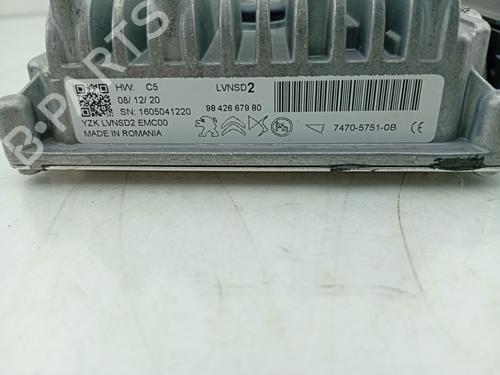 B-PARTS
HW: C5
LVNSD2
08/12/20
SN: 1605041220
98 426 679 80
YZK LVNSD2 EMC00
7470-5751-0B CE
MADE IN ROMANIA